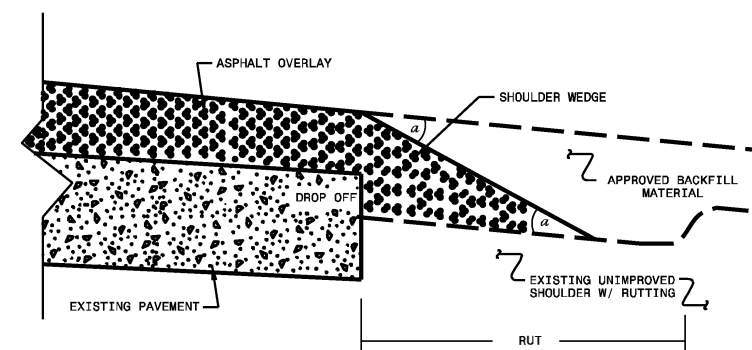 ASPHALT OVERLAY
SHOULDER WEDGE
a
APPROVED BACKFILL
MATERIAL
DROP OFF
a
EXISTING UNIMPROVED
SHOULDER W/ RUTTING
EXISTING PAVEMENT
RUT